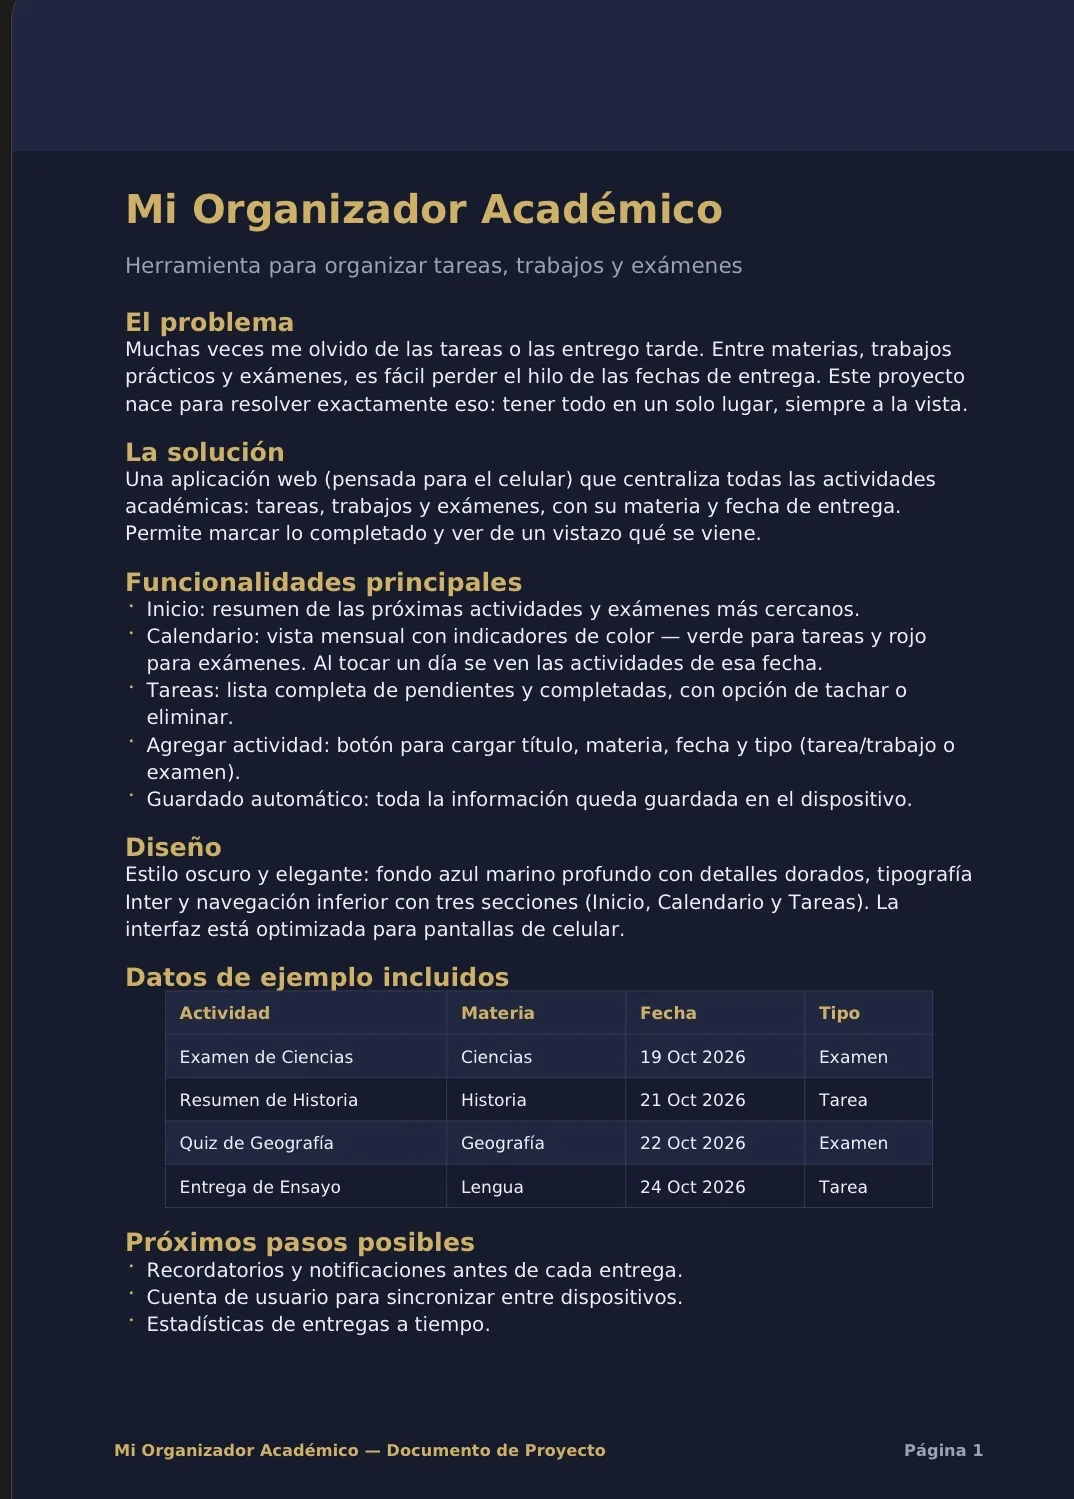 Mi Organizador Académico
Herramienta para organizar tareas, trabajos y exámenes
El problema
Muchas veces me olvido de las tareas o las entrego tarde. Entre materias, trabajos
prácticos y exámenes, es fácil perder el hilo de las fechas de entrega. Este proyecto
nace para resolver exactamente eso: tener todo en un solo lugar, siempre a la vista.
La solución
Una aplicación web (pensada para el celular) que centraliza todas las actividades
académicas: tareas, trabajos y exámenes, con su materia y fecha de entrega.
Permite marcar lo completado y ver de un vistazo qué se viene.
Funcionalidades principales
• Inicio: resumen de las próximas actividades y exámenes más cercanos.
• Calendario: vista mensual con indicadores de color — verde para tareas y rojo
para exámenes. Al tocar un día se ven las actividades de esa fecha.
• Tareas: lista completa de pendientes y completadas, con opción de tachar o
eliminar.
• Agregar actividad: botón para cargar título, materia, fecha y tipo (tarea/trabajo o
examen).
• Guardado automático: toda la información queda guardada en el dispositivo.
Diseño
Estilo oscuro y elegante: fondo azul marino profundo con detalles dorados, tipografía
Inter y navegación inferior con tres secciones (Inicio, Calendario y Tareas). La
interfaz está optimizada para pantallas de celular.
Datos de ejemplo incluidos
Actividad Materia Fecha Tipo
Examen de Ciencias Ciencias 19 Oct 2026 Examen
Resumen de Historia Historia 21 Oct 2026 Tarea
Quiz de Geografía Geografía 22 Oct 2026 Examen
Entrega de Ensayo Lengua 24 Oct 2026 Tarea
Próximos pasos posibles
• Recordatorios y notificaciones antes de cada entrega.
• Cuenta de usuario para sincronizar entre dispositivos.
• Estadísticas de entregas a tiempo.
Mi Organizador Académico — Documento de Proyecto Página 1